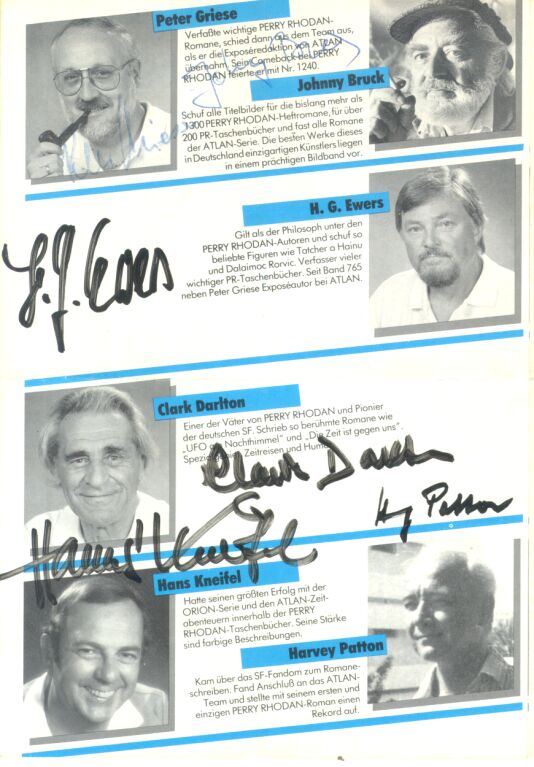 Peter Griese
Verfaßte wichtige PERRY RHODAN-
Romane, schied dann aus dem Team aus,
als er die Exposéredaktion von ATLAN
übernahm. Sein Comeback bei PERRY
RHODAN feierte er mit Nr. 1240.
Johnny Bruck
Schuf alle Titelbilder für die bislang mehr als
1300 PERRY RHODAN-Heftromane, für über
200 PR-Taschenbücher und fast alle Romane
der ATLAN-Serie. Die besten Werke dieses
in Deutschland einzigartigen Künstlers liegen
in einem prächtigen Bildband vor.
H. G. Ewers
Gilt als der Philosoph unter den
PERRY RHODAN-Autoren und schuf so
beliebte Figuren wie Tatcher a Hainu
und Dalaimoc Rorvic. Verfasser vieler
wichtiger PR-Taschenbücher. Seit Band 765
neben Peter Griese Exposéautor bei ATLAN.
H. G. Ewers
Clark Darlton
Einer der Väter von PERRY RHODAN und Pionier
der deutschen SF. Schrieb so berühmte Romane wie
„UFO am Nachthimmel" und „Die Zeit ist gegen uns".
Zeitreisen und Humor.
Clark Darlton
Harvey Patton
Hans Kneifel
Hans Kneifel
Hatte seinen größten Erfolg mit der
ORION-Serie und den ATLAN-Zeit-
abenteuern innerhalb der PERRY
RHODAN-Taschenbücher. Seine Stärke
sind farbige Beschreibungen.
Harvey Patton
Kam über das SF-Fandom zum Romane-
schreiben. Fand Anschluß an das ATLAN-
Team und stellte mit seinem ersten und
einzigen PERRY RHODAN-Roman einen
Rekord auf.